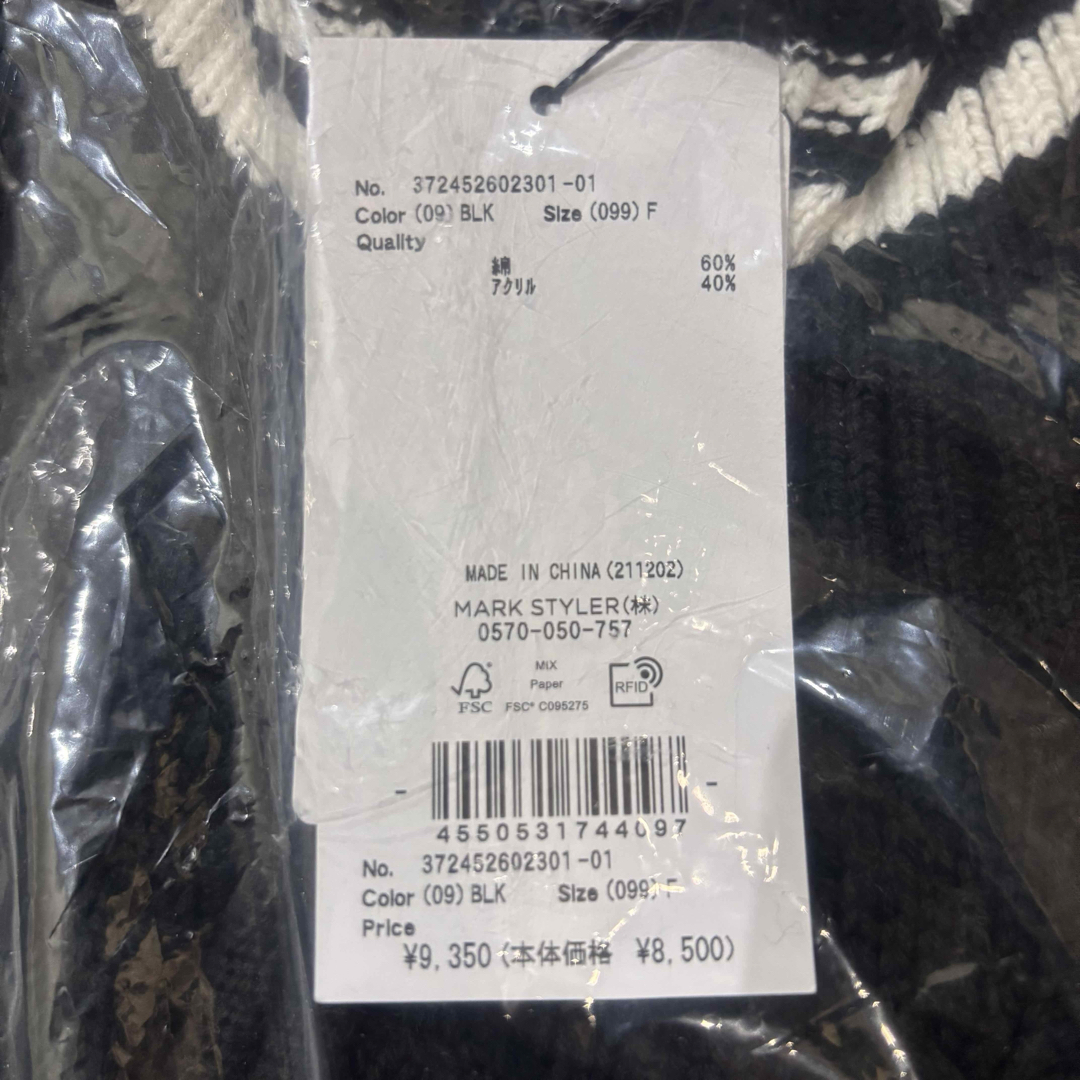 No. 372452602301-01
Color (09) BLK Size (099) F
Quality
綿 60%
アクリル 40%
MADE IN CHINA (211202)
MARK STYLER(株)
0570-050-757
MIX
Paper
FSC FSC® C095275
RFID
4550531744097
No. 372452602301-01
Color (09) BLK Size (099) F
Price
¥9,350 (本体価格 ¥8,500)